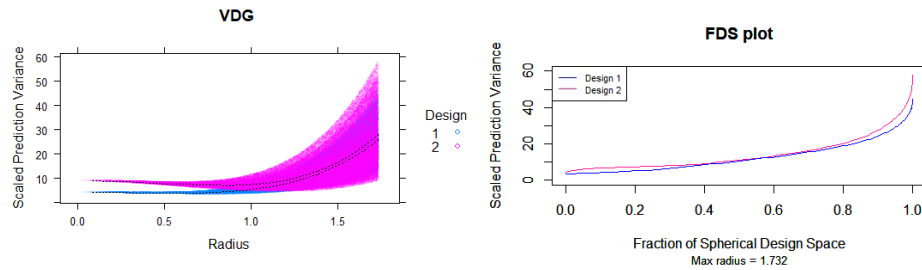 VDG
Scaled Prediction Variance
60
50
40
30
20
10
0.0 0.5 1.0 1.5
Radius
Design
1
2
FDS plot
Scaled Prediction Variance
60
40
20
0
Design 1
Design 2
0.0 0.2 0.4 0.6 0.8 1.0
Fraction of Spherical Design Space
Max radius = 1.732